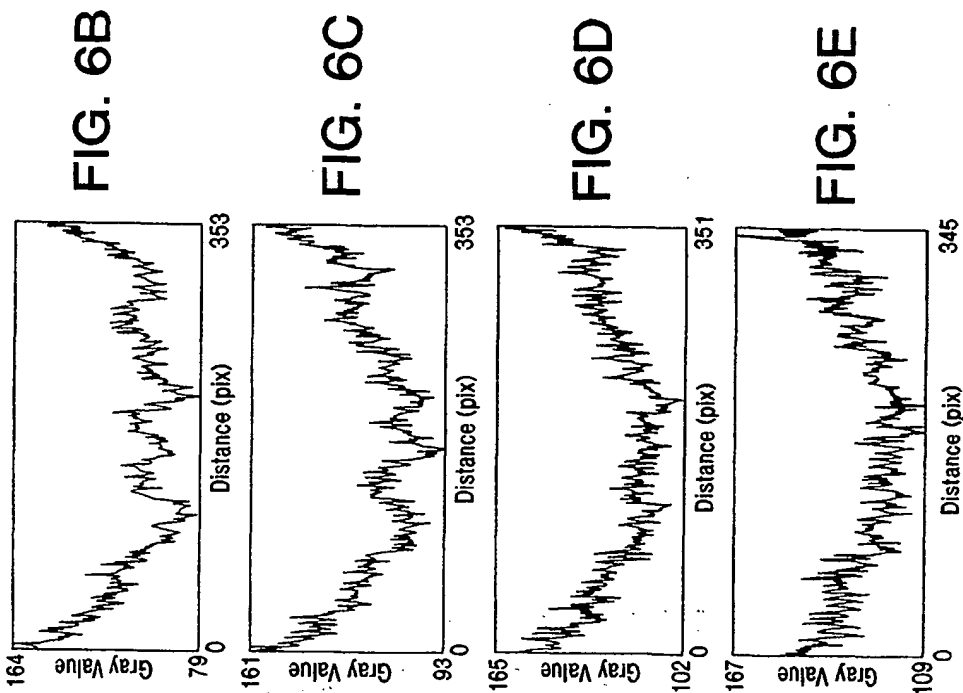 FIG. 6B
164
Gray Value
79
0
Distance (pix)
353
FIG. 6C
161
Gray Value
93
0
Distance (pix)
353
FIG. 6D
165
Gray Value
102
0
Distance (pix)
351
FIG. 6E
167
Gray Value
109
0
Distance (pix)
345